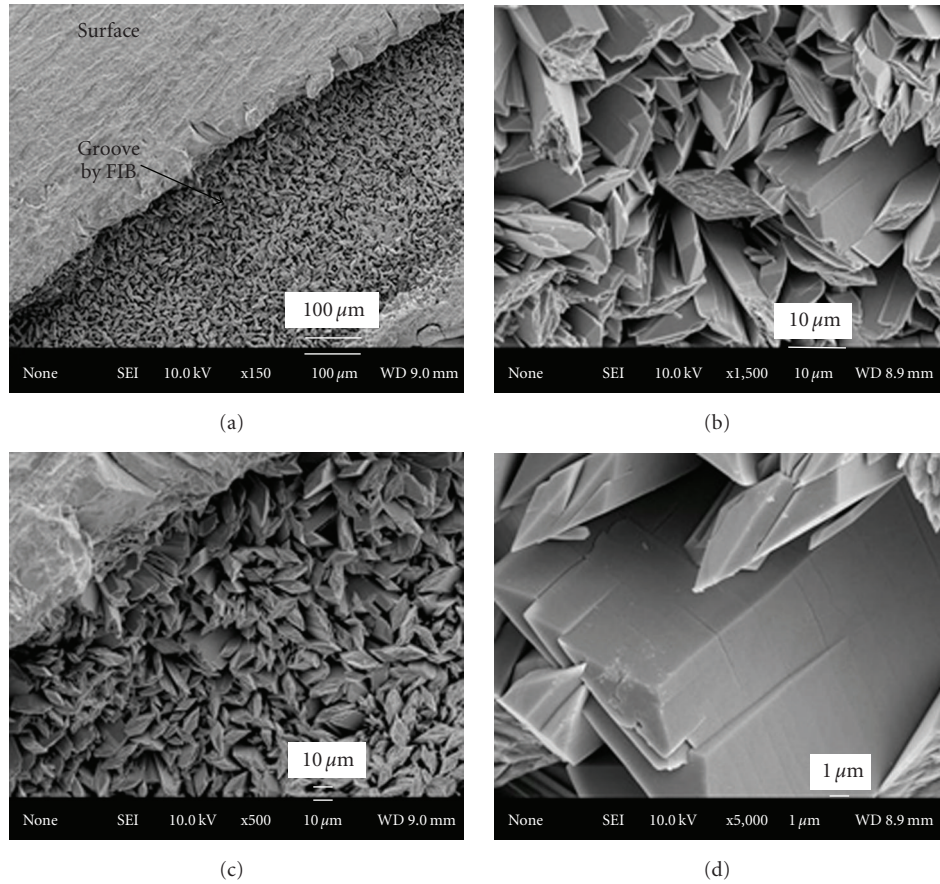 Surface
Groove
by FIB
100 μm
None SEI 10.0 kV x150 100 μm WD 9.0 mm
(a)
10 μm
None SEI 10.0 kV x1,500 10 μm WD 8.9 mm
(b)
10 μm
None SEI 10.0 kV x500 10 μm WD 9.0 mm
(c)
1 μm
None SEI 10.0 kV x5,000 1 μm WD 8.9 mm
(d)